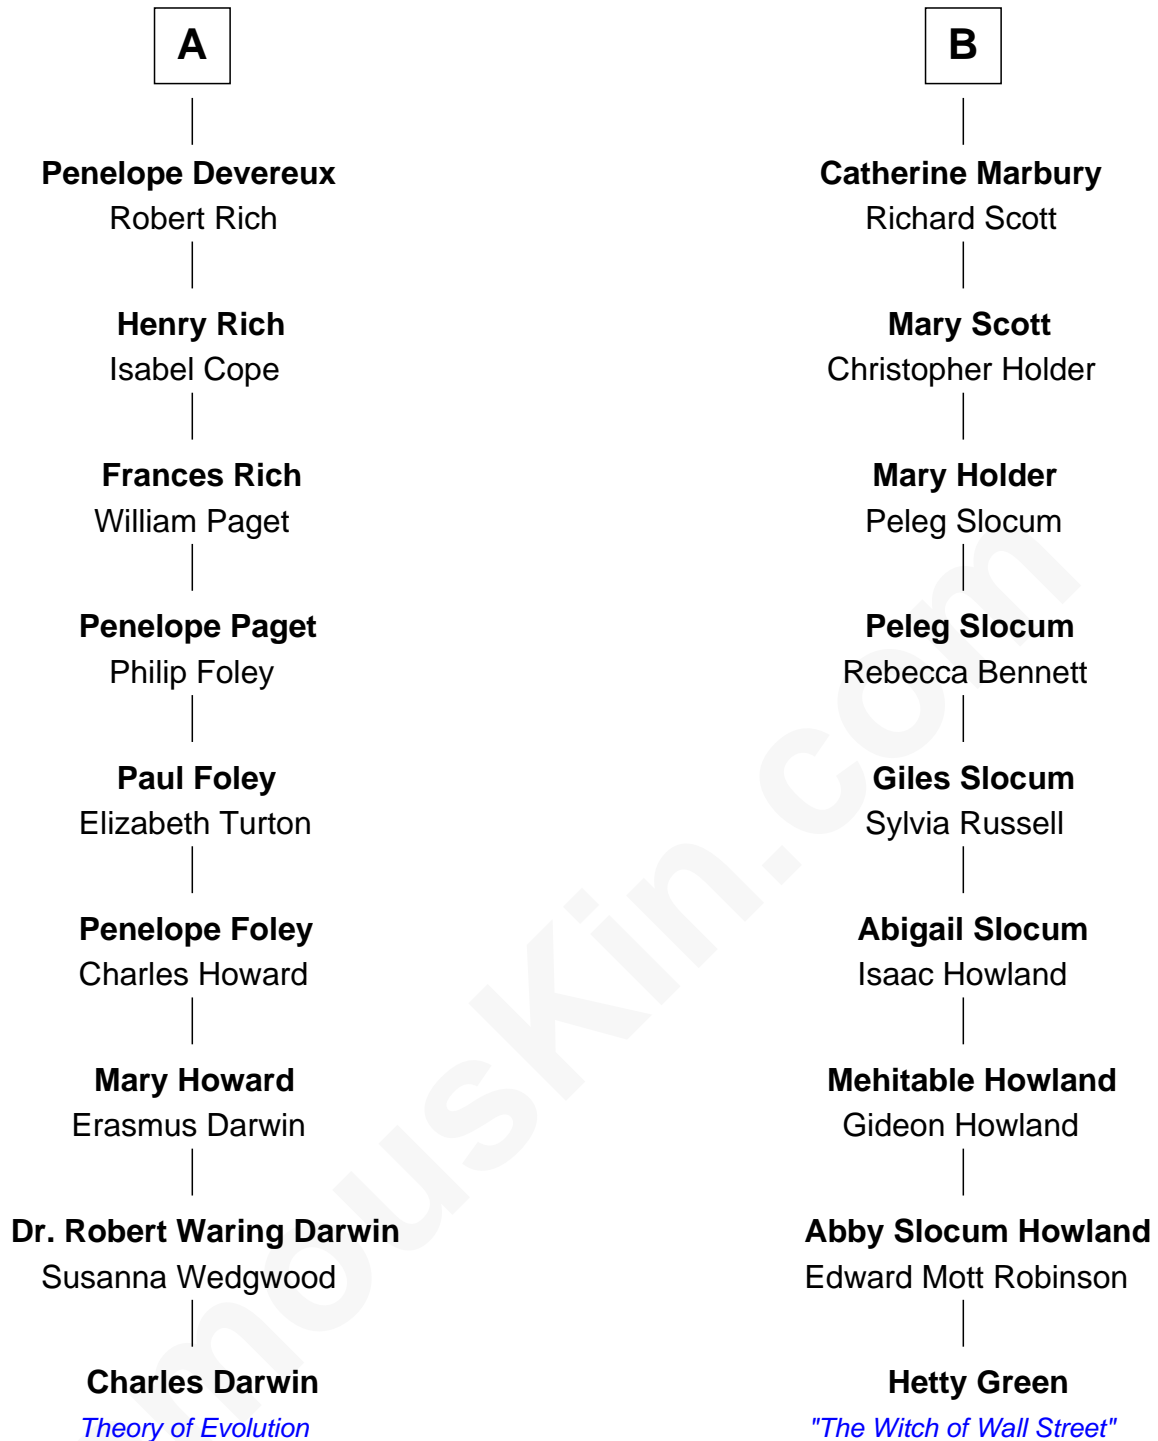 A
Penelope Devereux
Robert Rich
Henry Rich
Isabel Cope
Frances Rich
William Paget
Penelope Paget
Philip Foley
Paul Foley
Elizabeth Turton
Penelope Foley
Charles Howard
Mary Howard
Erasmus Darwin
Dr. Robert Waring Darwin
Susanna Wedgwood
Charles Darwin
Theory of Evolution
B
Catherine Marbury
Richard Scott
Mary Scott
Christopher Holder
Mary Holder
Peleg Slocum
Peleg Slocum
Rebecca Bennett
Giles Slocum
Sylvia Russell
Abigail Slocum
Isaac Howland
Mehitable Howland
Gideon Howland
Abby Slocum Howland
Edward Mott Robinson
Hetty Green
"The Witch of Wall Street"
mousKin.com